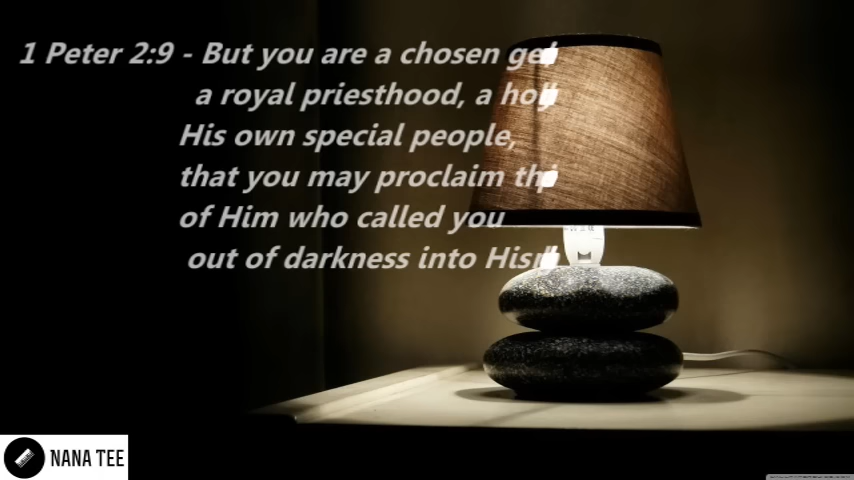 1 Peter 2:9 - But you are a chosen
a royal priesthood, a
His own special people,
that you may proclaim
of Him who called you
out of darkness into His
NANA TEE